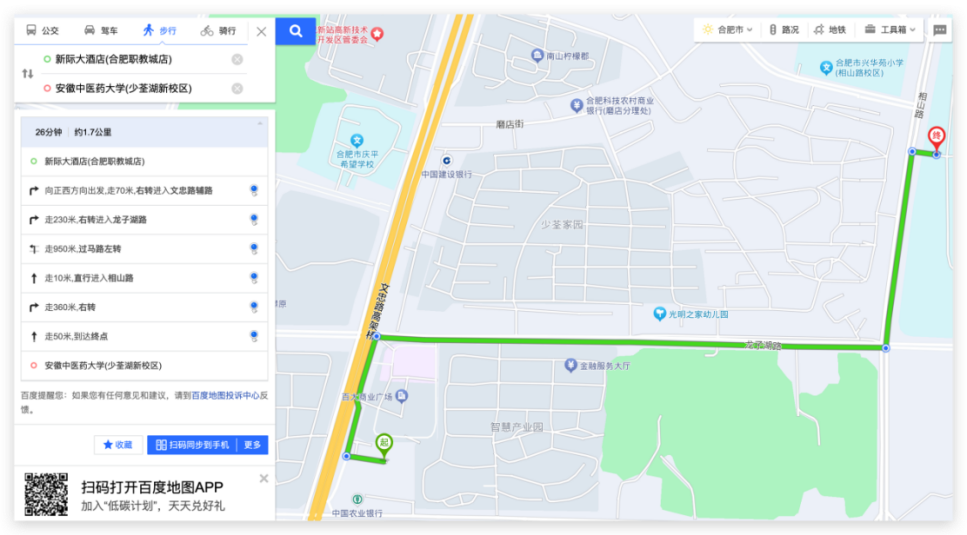 公交
驾车
步行
骑行
新际大酒店(合肥职教城店)
安徽中医药大学(少荃湖新校区)
26分钟 约1.7公里
新际大酒店(合肥职教城店)
向正西方向出发,走70米,右转进入文忠路辅路
走230米,右转进入龙子湖路
走950米,过马路左转
走10米,直行进入相山路
走360米,右转
走50米,到达终点
安徽中医药大学(少荃湖新校区)
百度提醒您：如果您有任何意见和建议，请到百度地图投诉中心反
馈。
收藏
扫码同步到手机
更多
扫码打开百度地图APP
加入“低碳计划”，天天兑好礼
合肥市
路况
地铁
工具箱
新站高新技术
开发区管委会
南山柠檬郡
合肥市兴华苑小学
(相山路校区)
合肥科技农村商业
银行(磨店分理处)
相山路
磨店街
终
合肥市庆平
希望学校
中国建设银行
少荃家园
文忠路高架桥
光明之家幼儿园
龙子湖路
金融服务大厅
百大商业广场
智慧产业园
起
中国农业银行